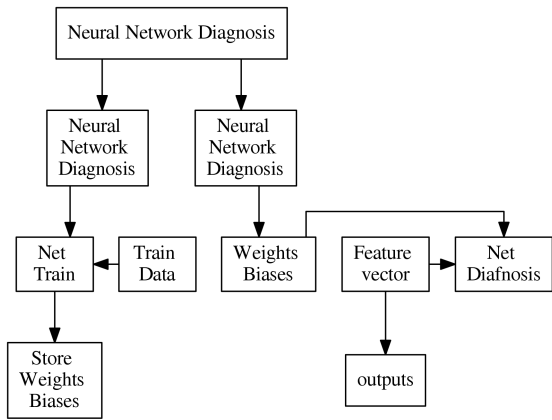 Neural Network Diagnosis
Neural
Network
Diagnosis
Neural
Network
Diagnosis
Net
Train
Train
Data
Weights
Biases
Feature
vector
Net
Diafnosis
Store
Weights
Biases
outputs